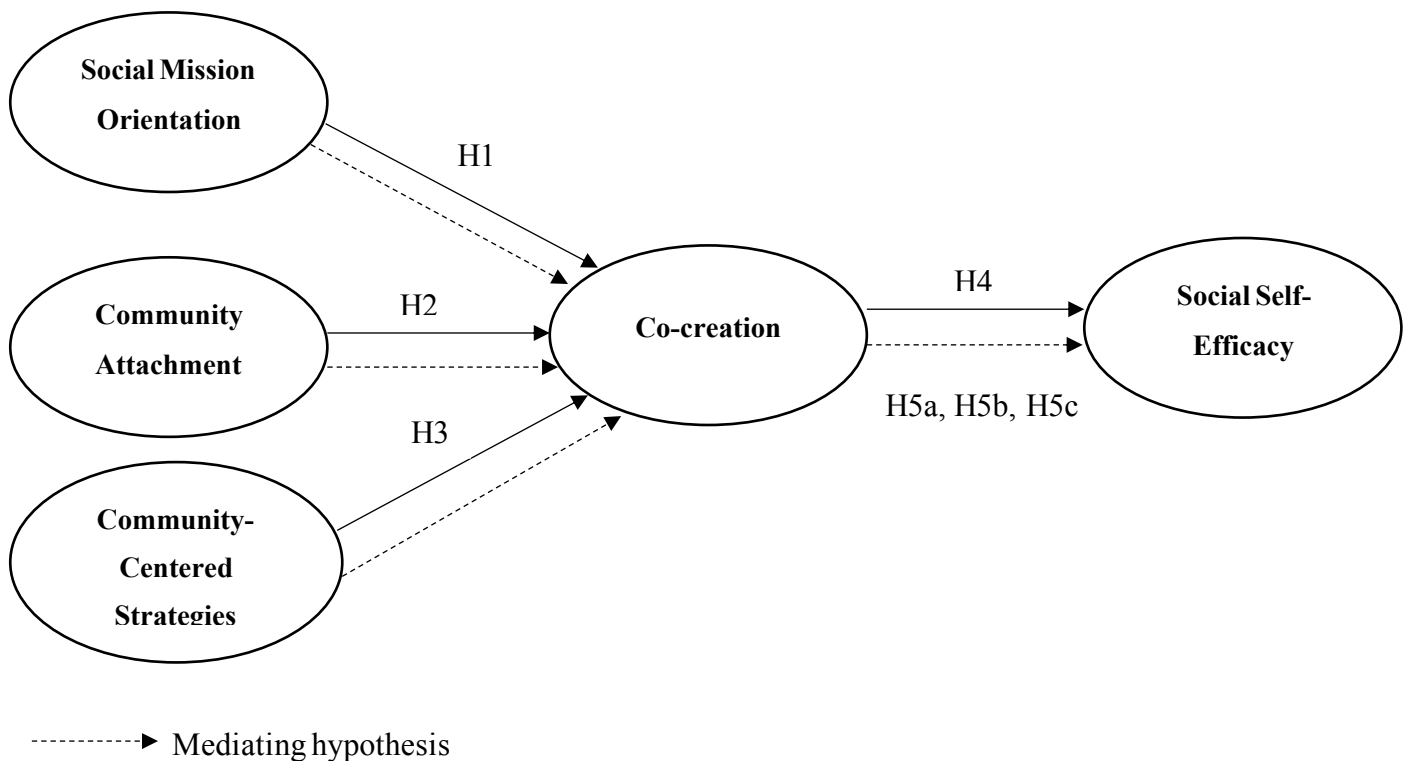 Social Mission
Orientation
H1
Community
Attachment
H2
Co-creation
H4
Social Self-
Efficacy
H5a, H5b, H5c
H3
Community-
Centered
Strategies
Mediating hypothesis